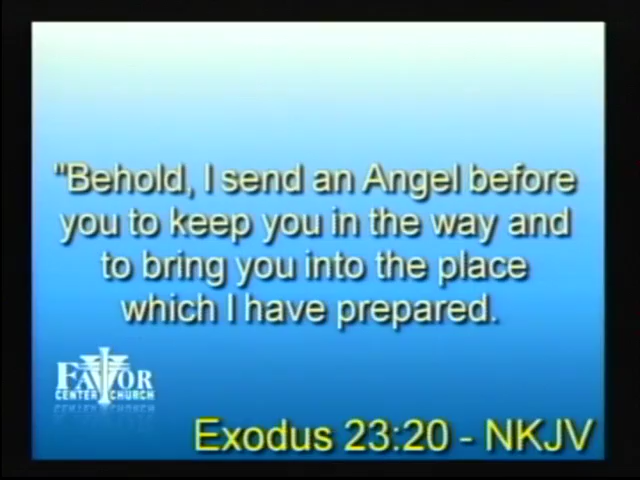 "Behold, I send an Angel before
you to keep you in the way and
to bring you into the place
which I have prepared.
FAVOR
CENTER CHURCH
Exodus 23:20 - NKJV